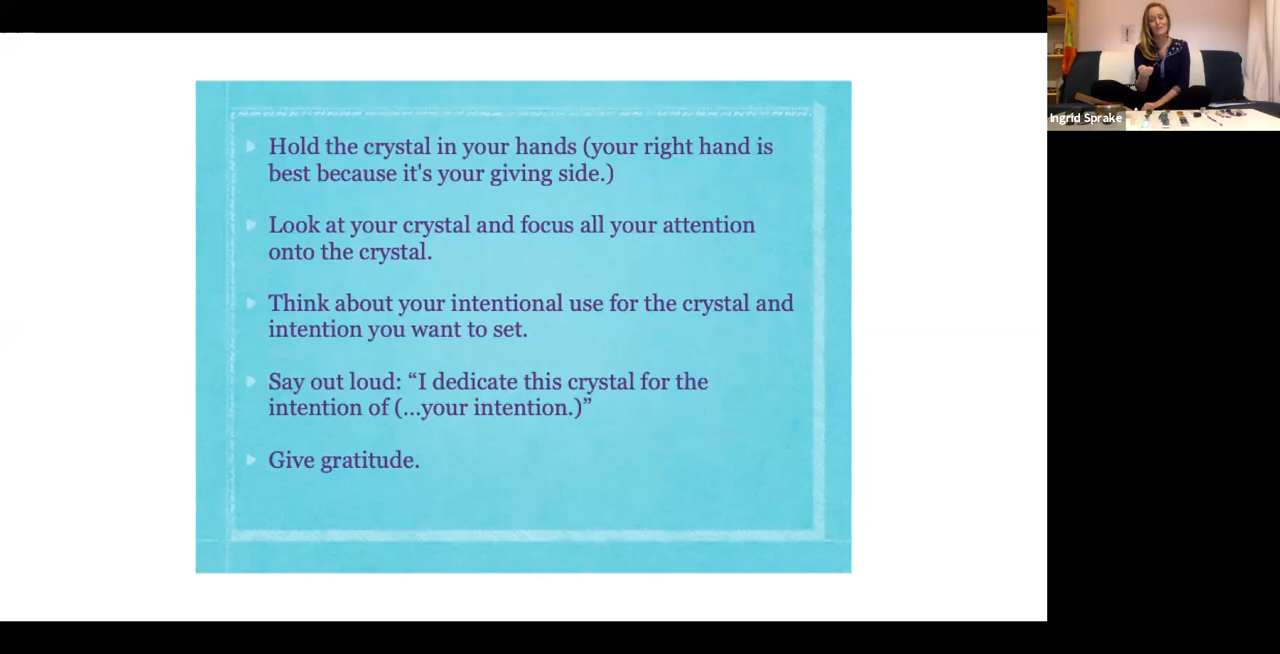 Hold the crystal in your hands (your right hand is
best because it's your giving side.)
Look at your crystal and focus all your attention
onto the crystal.
Think about your intentional use for the crystal and
intention you want to set.
Say out loud: “I dedicate this crystal for the
intention of (...your intention.)”
Give gratitude.
Ingrid Sprake